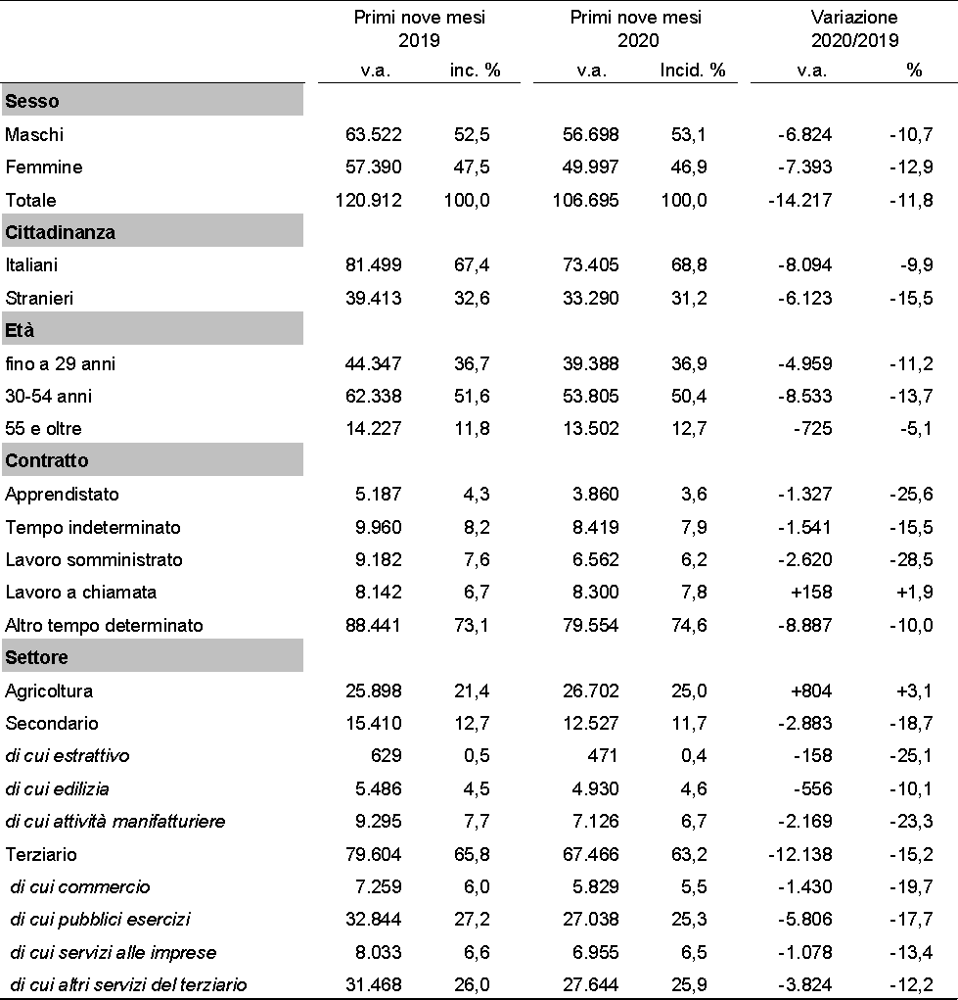 Primi nove mesi 2019 Primi nove mesi 2020 Variazione 2020/2019
v.a. inc. % v.a. Incid. % v.a. %
Sesso
Maschi 63.522 52,5 56.698 53,1 -6.824 -10,7
Femmine 57.390 47,5 49.997 46,9 -7.393 -12,9
Totale 120.912 100,0 106.695 100,0 -14.217 -11,8
Cittadinanza
Italiani 81.499 67,4 73.405 68,8 -8.094 -9,9
Stranieri 39.413 32,6 33.290 31,2 -6.123 -15,5
Età
fino a 29 anni 44.347 36,7 39.388 36,9 -4.959 -11,2
30-54 anni 62.338 51,6 53.805 50,4 -8.533 -13,7
55 e oltre 14.227 11,8 13.502 12,7 -725 -5,1
Contratto
Apprendistato 5.187 4,3 3.860 3,6 -1.327 -25,6
Tempo indeterminato 9.960 8,2 8.419 7,9 -1.541 -15,5
Lavoro somministrato 9.182 7,6 6.562 6,2 -2.620 -28,5
Lavoro a chiamata 8.142 6,7 8.300 7,8 +158 +1,9
Altro tempo determinato 88.441 73,1 79.554 74,6 -8.887 -10,0
Settore
Agricoltura 25.898 21,4 26.702 25,0 +804 +3,1
Secondario 15.410 12,7 12.527 11,7 -2.883 -18,7
di cui estrattivo 629 0,5 471 0,4 -158 -25,1
di cui edilizia 5.486 4,5 4.930 4,6 -556 -10,1
di cui attività manifatturiere 9.295 7,7 7.126 6,7 -2.169 -23,3
Terziario 79.604 65,8 67.466 63,2 -12.138 -15,2
di cui commercio 7.259 6,0 5.829 5,5 -1.430 -19,7
di cui pubblici esercizi 32.844 27,2 27.038 25,3 -5.806 -17,7
di cui servizi alle imprese 8.033 6,6 6.955 6,5 -1.078 -13,4
di cui altri servizi del terziario 31.468 26,0 27.644 25,9 -3.824 -12,2